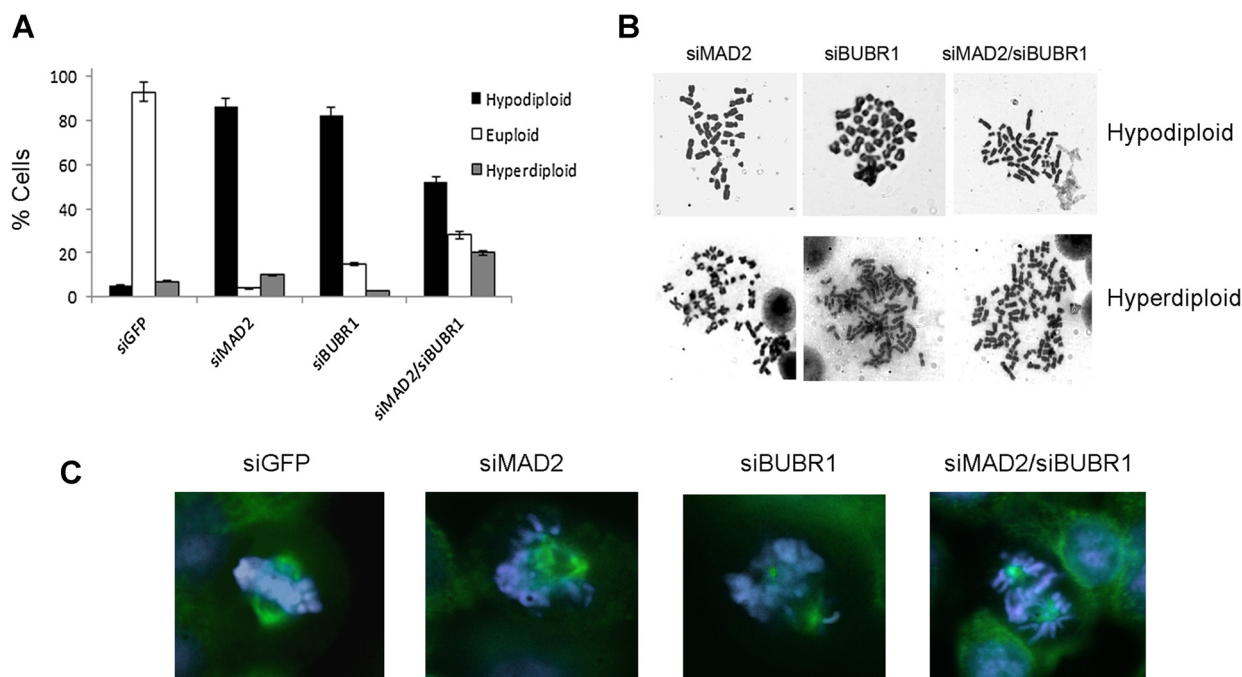 A
% Cells
100
80
60
40
20
0
siGFP
siMAD2
siBUBR1
siMAD2/siBUBR1
Hypodiploid
Euploid
Hyperdiploid
B
siMAD2
siBUBR1
siMAD2/siBUBR1
Hypodiploid
Hyperdiploid
C
siGFP
siMAD2
siBUBR1
siMAD2/siBUBR1